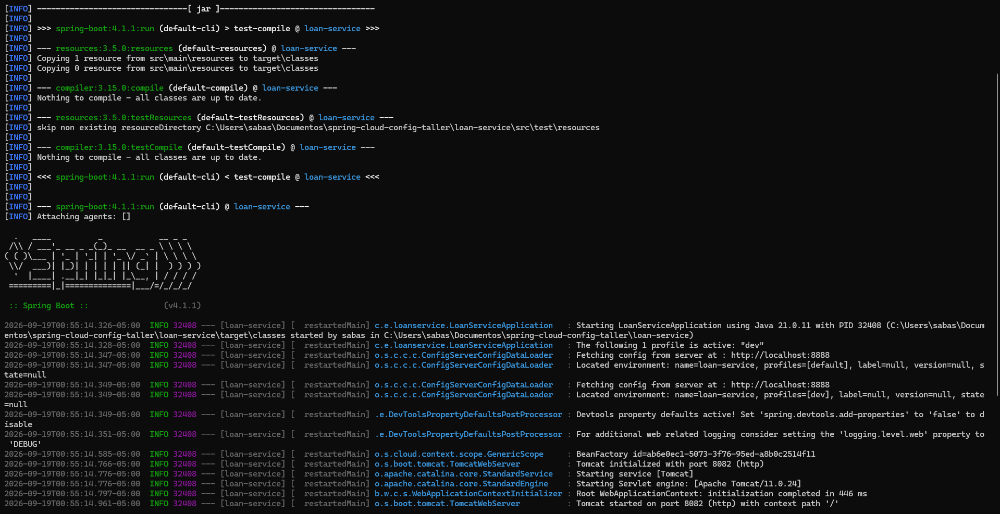 [INFO] --------------------------------[ jar ]---------------------------------
[INFO]
[INFO] >>> spring-boot:4.1.1:run (default-cli) > test-compile @ loan-service >>>
[INFO]
[INFO] --- resources:3.5.0:resources (default-resources) @ loan-service ---
[INFO] Copying 1 resource from src\main\resources to target\classes
[INFO] Copying 0 resource from src\main\resources to target\classes
[INFO]
[INFO] --- compiler:3.15.0:compile (default-compile) @ loan-service ---
[INFO] Nothing to compile - all classes are up to date.
[INFO]
[INFO] --- resources:3.5.0:testResources (default-testResources) @ loan-service ---
[INFO] skip non existing resourceDirectory C:\Users\sabas\Documentos\spring-cloud-config-taller\loan-service\src\test\resources
[INFO]
[INFO] --- compiler:3.15.0:testCompile (default-testCompile) @ loan-service ---
[INFO] Nothing to compile - all classes are up to date.
[INFO]
[INFO] <<< spring-boot:4.1.1:run (default-cli) < test-compile @ loan-service <<<
[INFO]
[INFO]
[INFO] --- spring-boot:4.1.1:run (default-cli) @ loan-service ---
[INFO] Attaching agents: []
  .   ____          _            __ _ _
 /\\ / ___'_ __ _ _(_)_ __  __ _ \ \ \ \
( ( )\___ | '_ | '_| | '_ \/ _` | \ \ \ \
 \\/  ___)| |_)| | | | | || (_| |  ) ) ) )
  '  |____| .__|_| |_|_| |_\__, | / / / /
 =========|_|==============|___/=/_/_/_/
 :: Spring Boot ::                (v4.1.1)
2026-09-19T00:55:14.326-05:00  INFO 32408 --- [loan-service] [  restartedMain] c.e.loanservice.LoanServiceApplication   : Starting LoanServiceApplication using Java 21.0.11 with PID 32408 (C:\Users\sabas\Docum
entos\spring-cloud-config-taller\loan-service\target\classes started by sabas in C:\Users\sabas\Documentos\spring-cloud-config-taller\loan-service)
2026-09-19T00:55:14.328-05:00  INFO 32408 --- [loan-service] [  restartedMain] c.e.loanservice.LoanServiceApplication   : The following 1 profile is active: "dev"
2026-09-19T00:55:14.347-05:00  INFO 32408 --- [loan-service] [  restartedMain] o.s.c.c.c.ConfigServerConfigDataLoader   : Fetching config from server at : http://localhost:8888
2026-09-19T00:55:14.347-05:00  INFO 32408 --- [loan-service] [  restartedMain] o.s.c.c.c.ConfigServerConfigDataLoader   : Located environment: name=loan-service, profiles=[default], label=null, version=null, s
tate=null
2026-09-19T00:55:14.349-05:00  INFO 32408 --- [loan-service] [  restartedMain] o.s.c.c.c.ConfigServerConfigDataLoader   : Fetching config from server at : http://localhost:8888
2026-09-19T00:55:14.349-05:00  INFO 32408 --- [loan-service] [  restartedMain] o.s.c.c.c.ConfigServerConfigDataLoader   : Located environment: name=loan-service, profiles=[dev], label=null, version=null, state
=null
2026-09-19T00:55:14.349-05:00  INFO 32408 --- [loan-service] [  restartedMain] .e.DevToolsPropertyDefaultsPostProcessor : Devtools property defaults active! Set 'spring.devtools.add-properties' to 'false' to d
isable
2026-09-19T00:55:14.351-05:00  INFO 32408 --- [loan-service] [  restartedMain] .e.DevToolsPropertyDefaultsPostProcessor : For additional web related logging consider setting the 'logging.level.web' property to
 'DEBUG'
2026-09-19T00:55:14.585-05:00  INFO 32408 --- [loan-service] [  restartedMain] o.s.cloud.context.scope.GenericScope     : BeanFactory id=ab6e0ec1-5073-3f76-95ed-a8b0c2514f11
2026-09-19T00:55:14.766-05:00  INFO 32408 --- [loan-service] [  restartedMain] o.s.boot.tomcat.TomcatWebServer          : Tomcat initialized with port 8082 (http)
2026-09-19T00:55:14.776-05:00  INFO 32408 --- [loan-service] [  restartedMain] o.apache.catalina.core.StandardService   : Starting service [Tomcat]
2026-09-19T00:55:14.776-05:00  INFO 32408 --- [loan-service] [  restartedMain] o.apache.catalina.core.StandardEngine    : Starting Servlet engine: [Apache Tomcat/11.0.24]
2026-09-19T00:55:14.797-05:00  INFO 32408 --- [loan-service] [  restartedMain] b.w.c.s.WebApplicationContextInitializer : Root WebApplicationContext: initialization completed in 446 ms
2026-09-19T00:55:14.961-05:00  INFO 32408 --- [loan-service] [  restartedMain] o.s.boot.tomcat.TomcatWebServer          : Tomcat started on port 8082 (http) with context path '/'